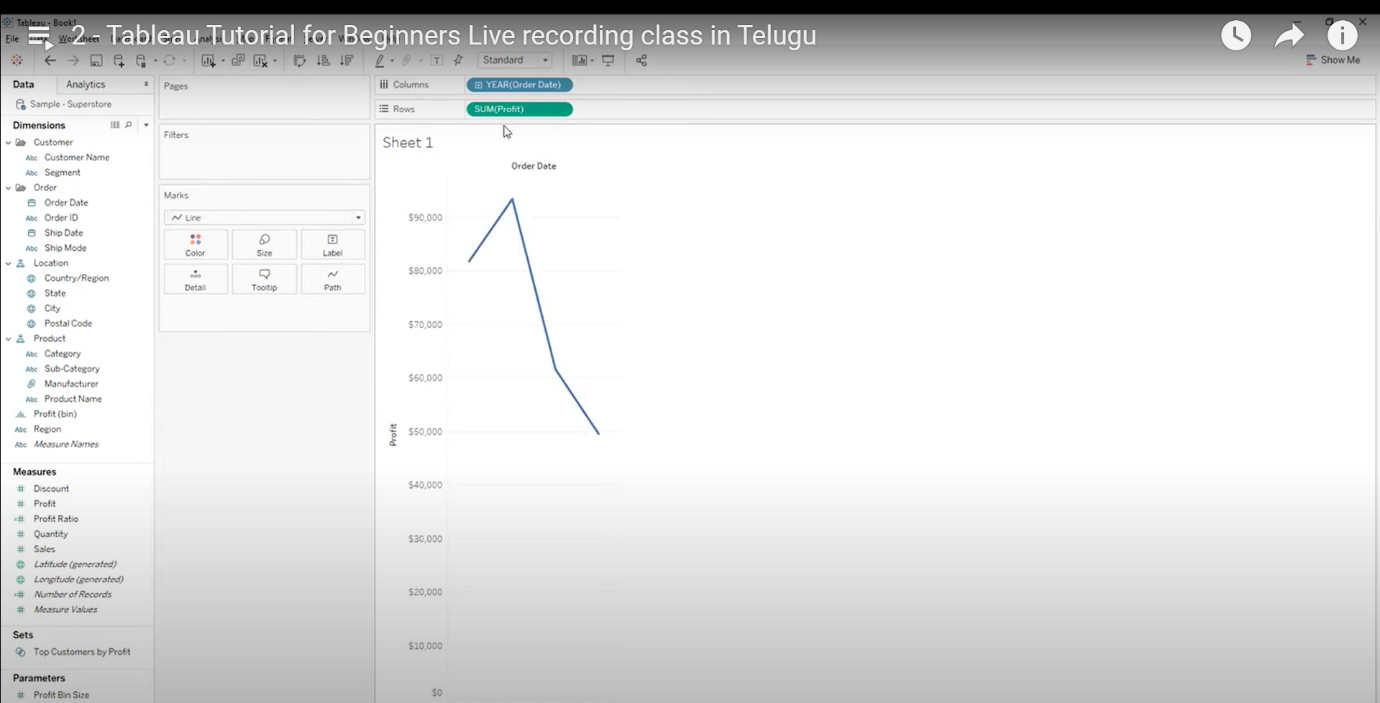 Tableau - Book1
2 - Tableau Tutorial for Beginners Live recording class in Telugu
File
Worksheet
Standard
Show Me
Data
Analytics
Sample - Superstore
Dimensions
Customer
Customer Name
Segment
Order
Order Date
Order ID
Ship Date
Ship Mode
Location
Country/Region
State
City
Postal Code
Product
Category
Sub-Category
Manufacturer
Product Name
Profit (bin)
Region
Measure Names
Measures
Discount
Profit
Profit Ratio
Quantity
Sales
Latitude (generated)
Longitude (generated)
Number of Records
Measure Values
Sets
Top Customers by Profit
Parameters
Profit Bin Size
Pages
Filters
Marks
Line
Color
Size
Label
Detail
Tooltip
Path
Columns
YEAR(Order Date)
Rows
SUM(Profit)
Sheet 1
Order Date
$90,000
$80,000
$70,000
$60,000
$50,000
$40,000
$30,000
$20,000
$10,000
$0
Profit